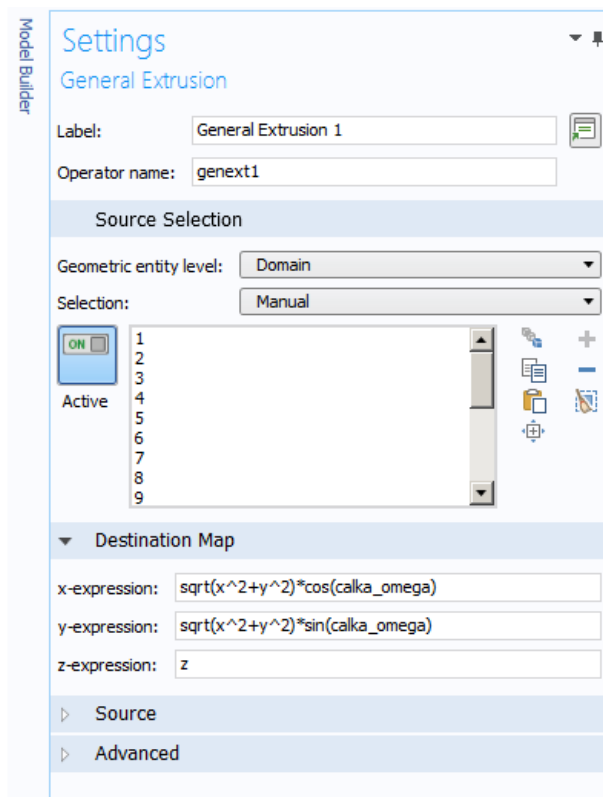 Model Builder
Settings
General Extrusion
Label: General Extrusion 1
Operator name: genext1
Source Selection
Geometric entity level: Domain
Selection: Manual
ON
Active
1
2
3
4
5
6
7
8
9
Destination Map
x-expression: sqrt(x^2+y^2)*cos(calka_omega)
y-expression: sqrt(x^2+y^2)*sin(calka_omega)
z-expression: z
Source
Advanced